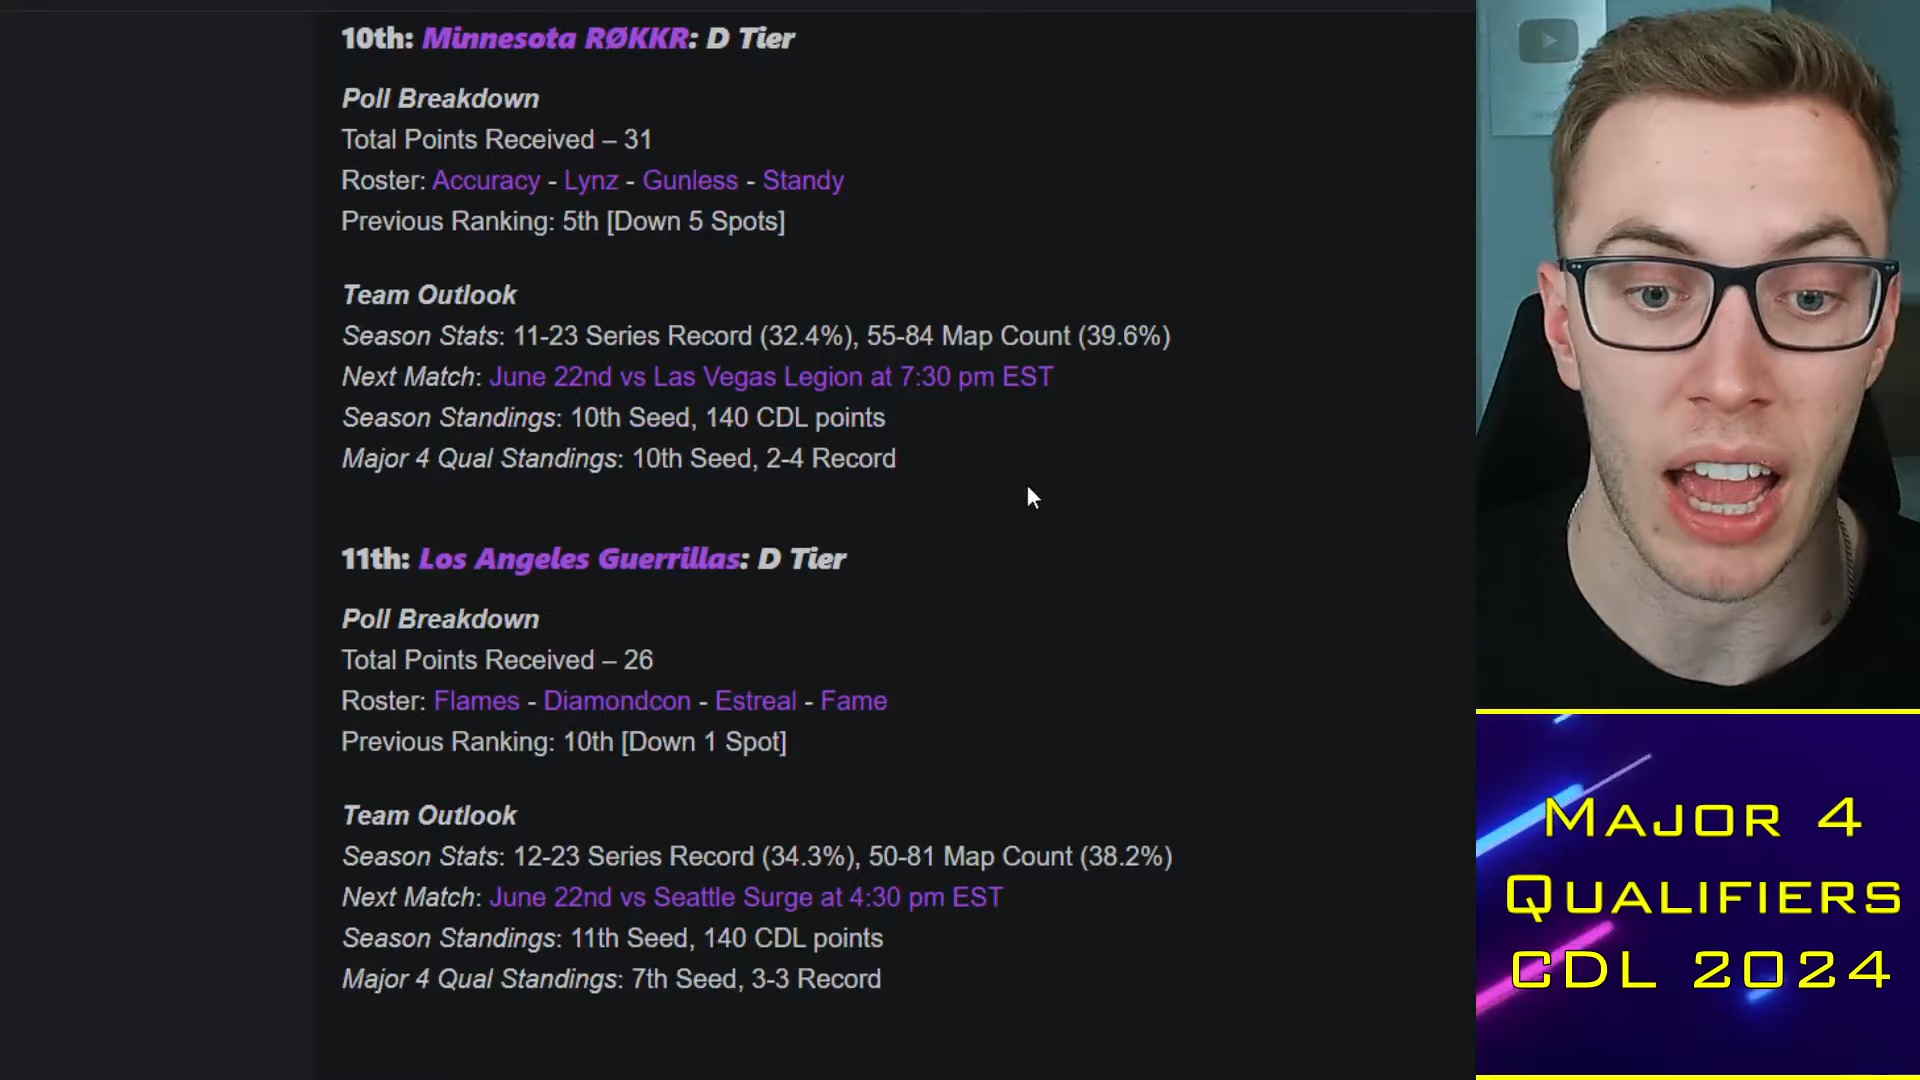 10th: Minnesota RØKKR: D Tier
Poll Breakdown
Total Points Received – 31
Roster: Accuracy - Lynz - Gunless - Standy
Previous Ranking: 5th [Down 5 Spots]
Team Outlook
Season Stats: 11-23 Series Record (32.4%), 55-84 Map Count (39.6%)
Next Match: June 22nd vs Las Vegas Legion at 7:30 pm EST
Season Standings: 10th Seed, 140 CDL points
Major 4 Qual Standings: 10th Seed, 2-4 Record
11th: Los Angeles Guerrillas: D Tier
Poll Breakdown
Total Points Received – 26
Roster: Flames - Diamondcon - Estreal - Fame
Previous Ranking: 10th [Down 1 Spot]
Team Outlook
Season Stats: 12-23 Series Record (34.3%), 50-81 Map Count (38.2%)
Next Match: June 22nd vs Seattle Surge at 4:30 pm EST
Season Standings: 11th Seed, 140 CDL points
Major 4 Qual Standings: 7th Seed, 3-3 Record
Major 4
Qualifiers
CDL 2024